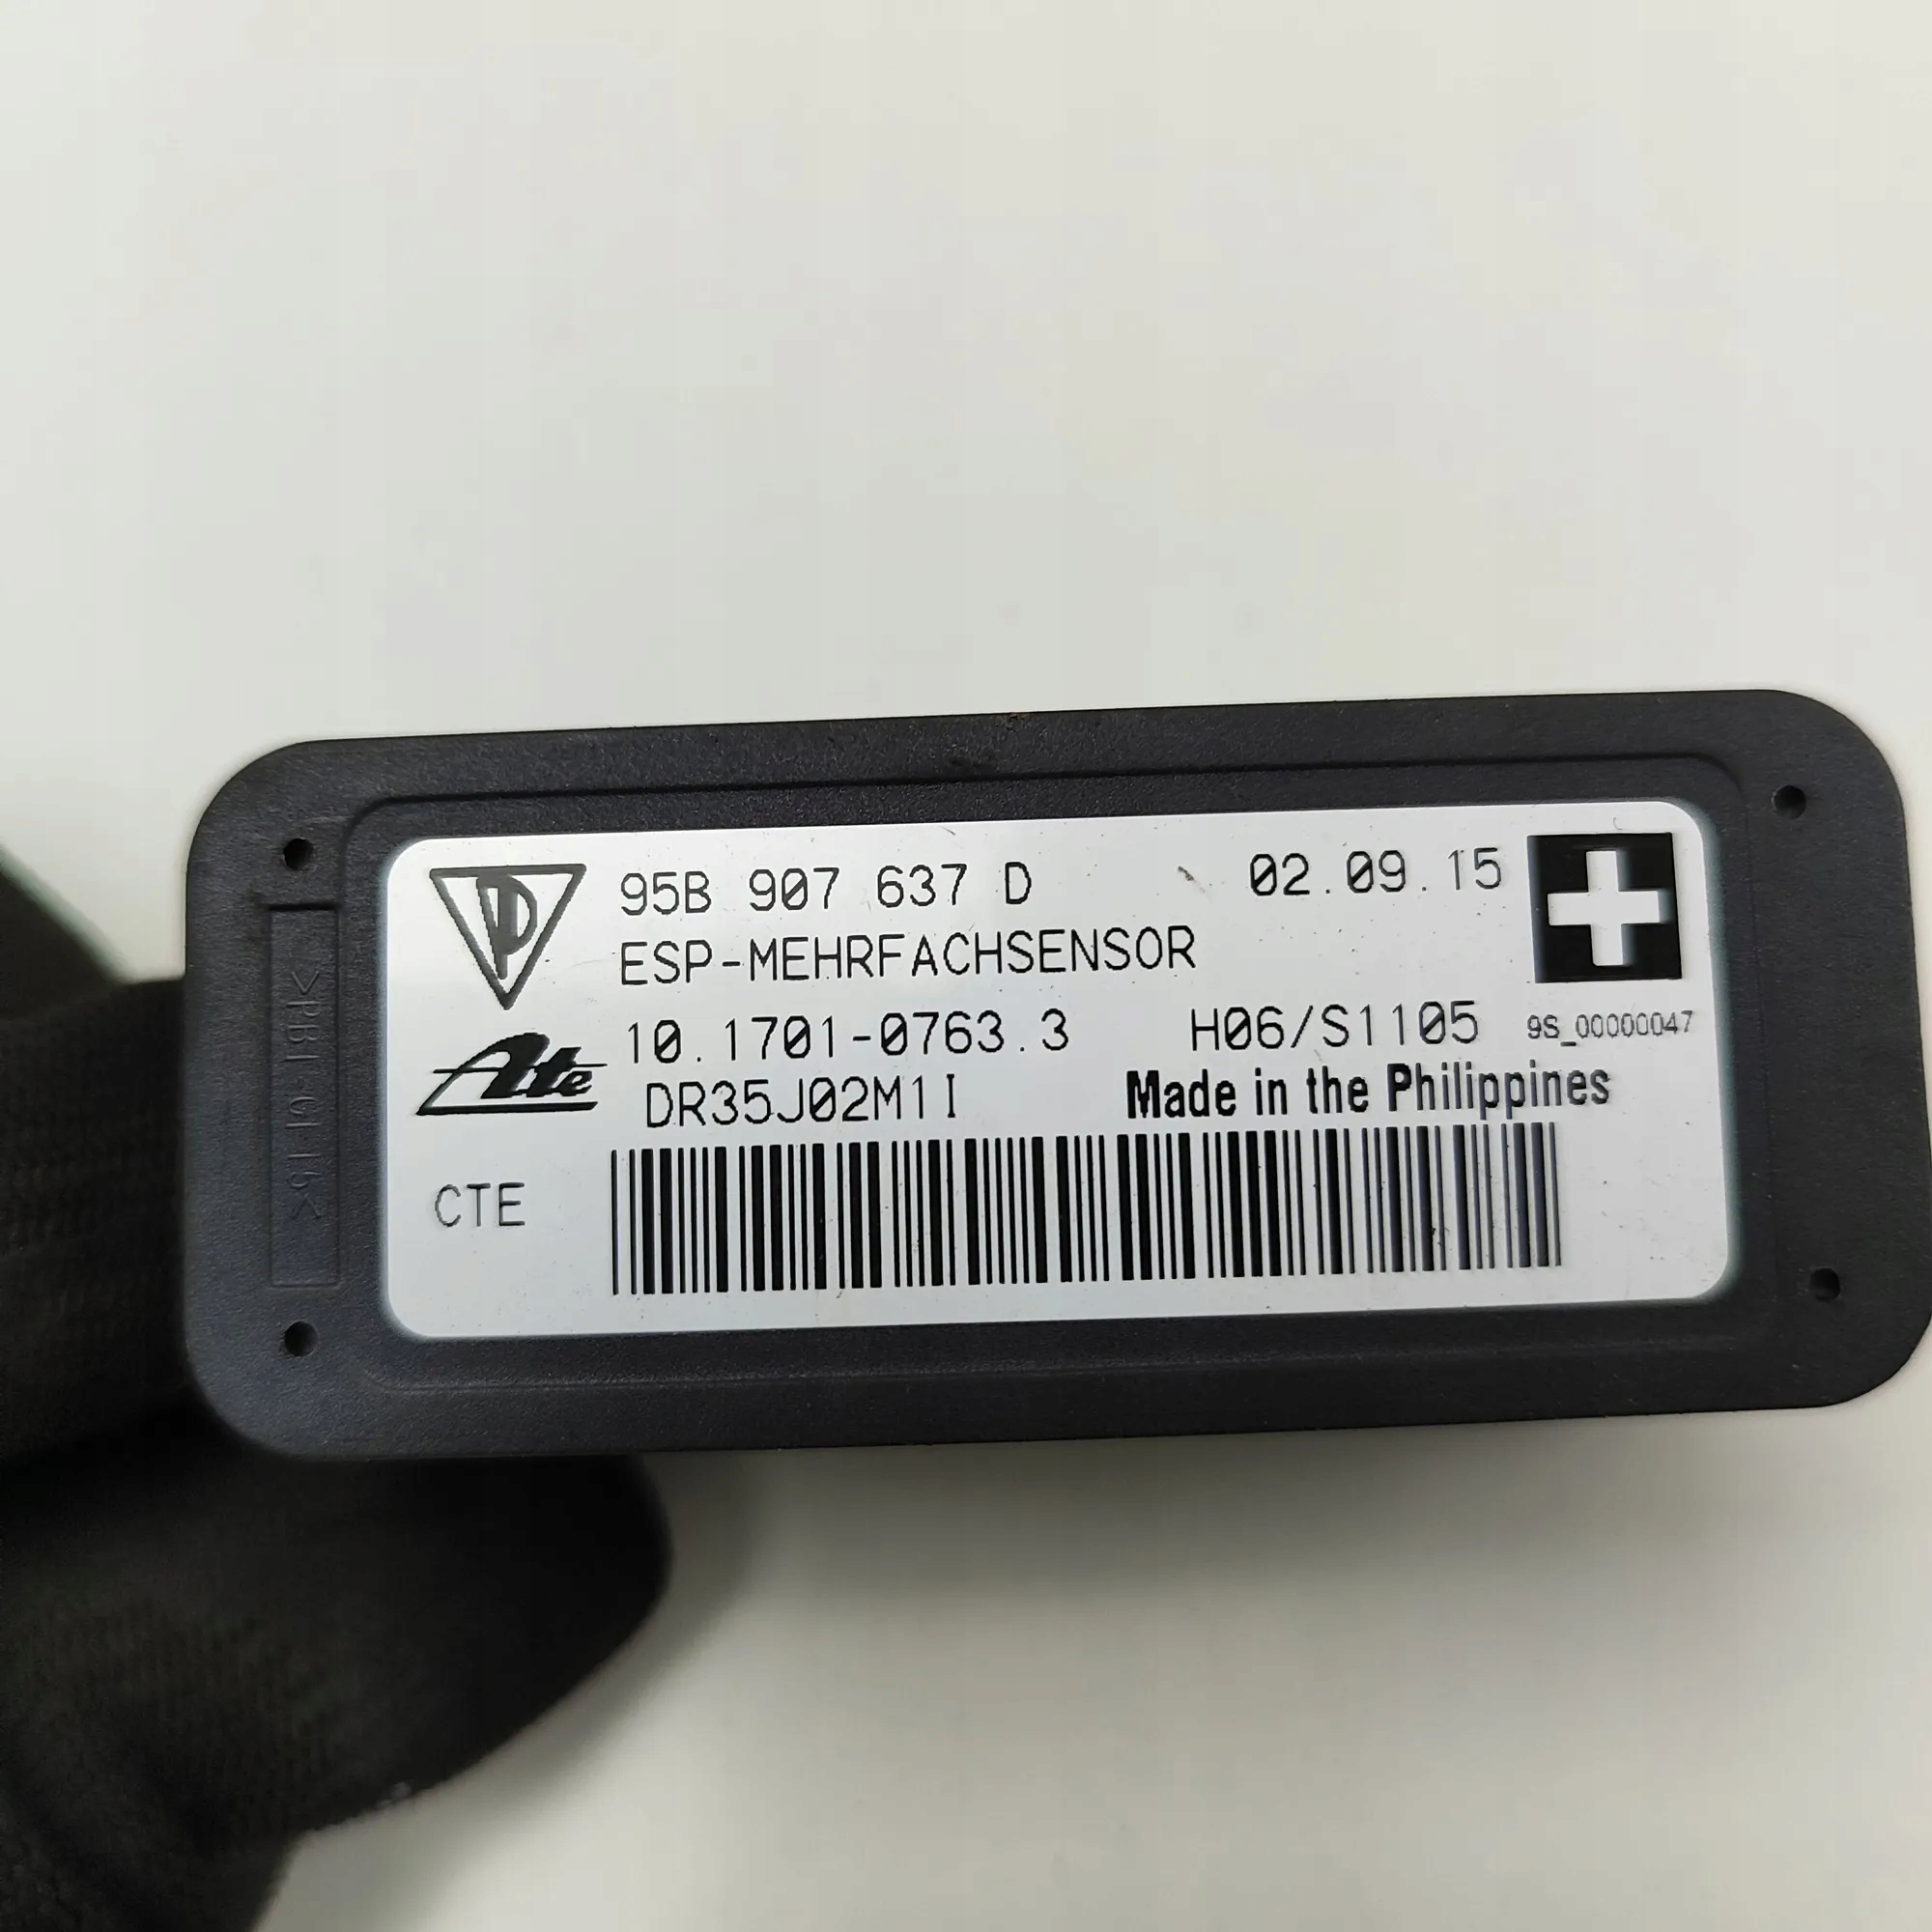 95B 907 637 D 02.09.15
ESP-MEHRFACHSENSOR
10.1701-0763.3 H06/S1105 9S_00000047
Ate
DR35J02M1I Made in the Philippines
CTE